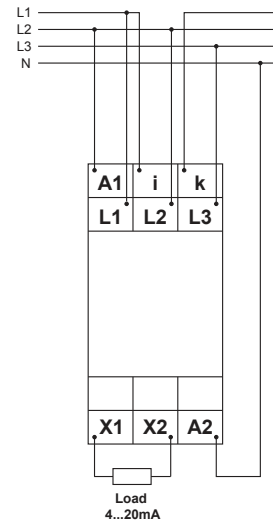 L1
L2
L3
N
A1 i k
L1 L2 L3
X1 X2 A2
Load
4...20mA